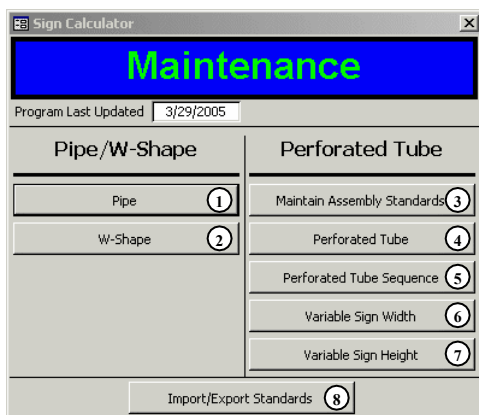 Sign Calculator
Maintenance
Program Last Updated 3/29/2005
Pipe/W-Shape
Pipe 1
W-Shape 2
Perforated Tube
Maintain Assembly Standards 3
Perforated Tube 4
Perforated Tube Sequence 5
Variable Sign Width 6
Variable Sign Height 7
Import/Export Standards 8